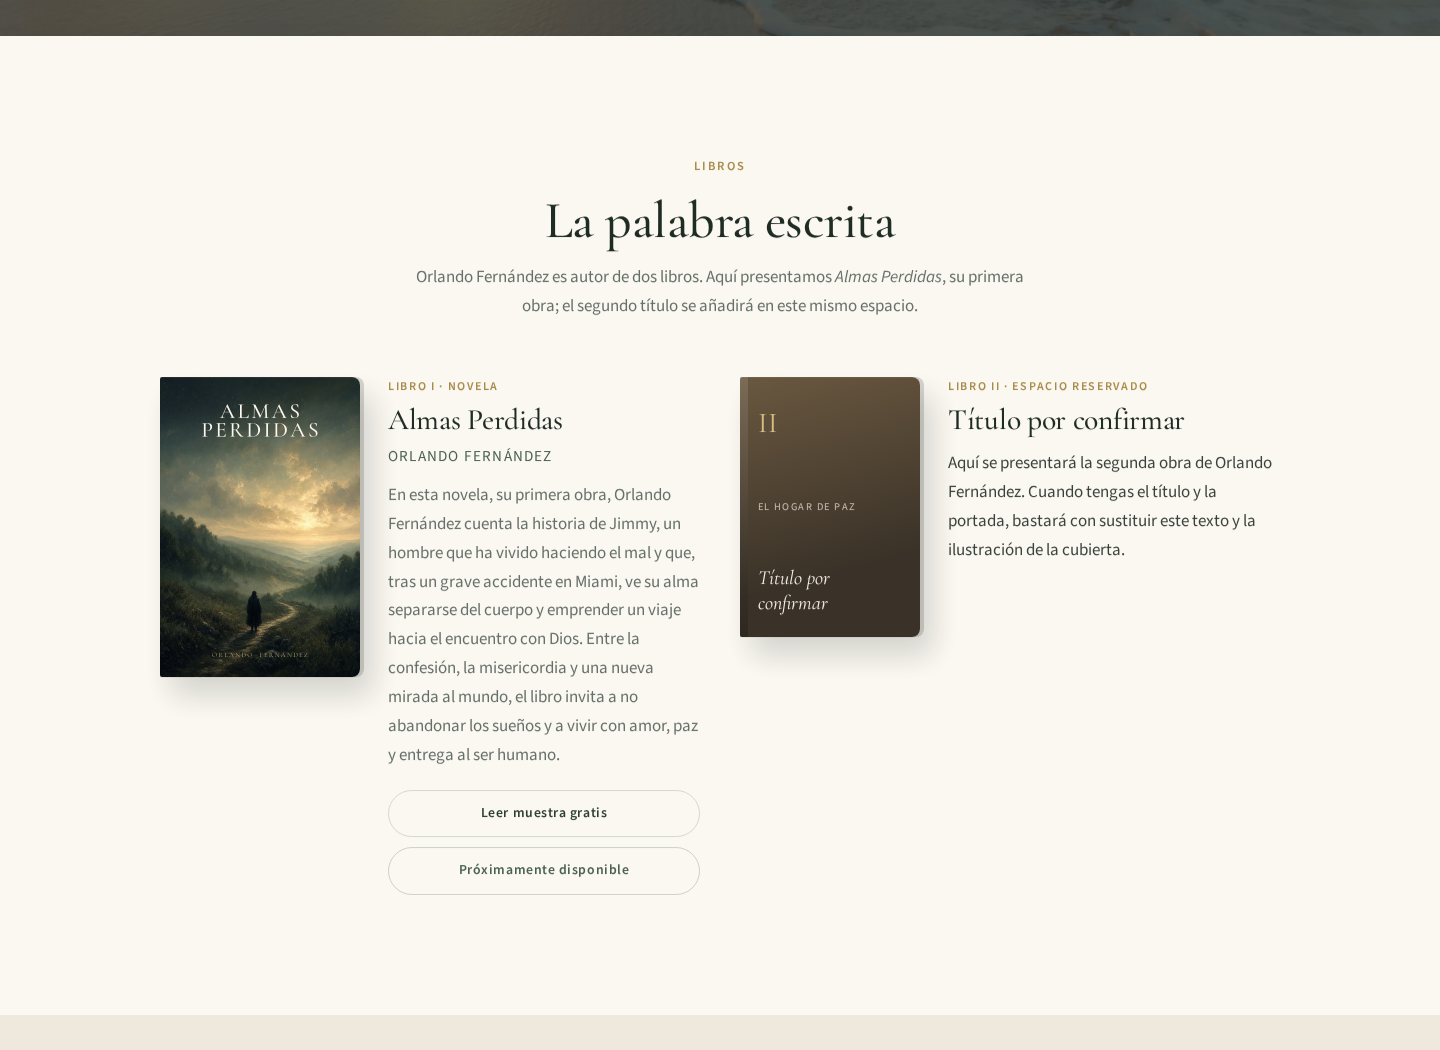 LIBROS
La palabra escrita
Orlando Fernández es autor de dos libros. Aquí presentamos Almas Perdidas, su primera
obra; el segundo título se añadirá en este mismo espacio.
ALMAS
PERDIDAS
ORLANDO FERNÁNDEZ
LIBRO I · NOVELA
Almas Perdidas
ORLANDO FERNÁNDEZ
En esta novela, su primera obra, Orlando
Fernández cuenta la historia de Jimmy, un
hombre que ha vivido haciendo el mal y que,
tras un grave accidente en Miami, ve su alma
separarse del cuerpo y emprender un viaje
hacia el encuentro con Dios. Entre la
confesión, la misericordia y una nueva
mirada al mundo, el libro invita a no
abandonar los sueños y a vivir con amor, paz
y entrega al ser humano.
Leer muestra gratis
Próximamente disponible
II
EL HOGAR DE PAZ
Título por
confirmar
LIBRO II · ESPACIO RESERVADO
Título por confirmar
Aquí se presentará la segunda obra de Orlando
Fernández. Cuando tengas el título y la
portada, bastará con sustituir este texto y la
ilustración de la cubierta.